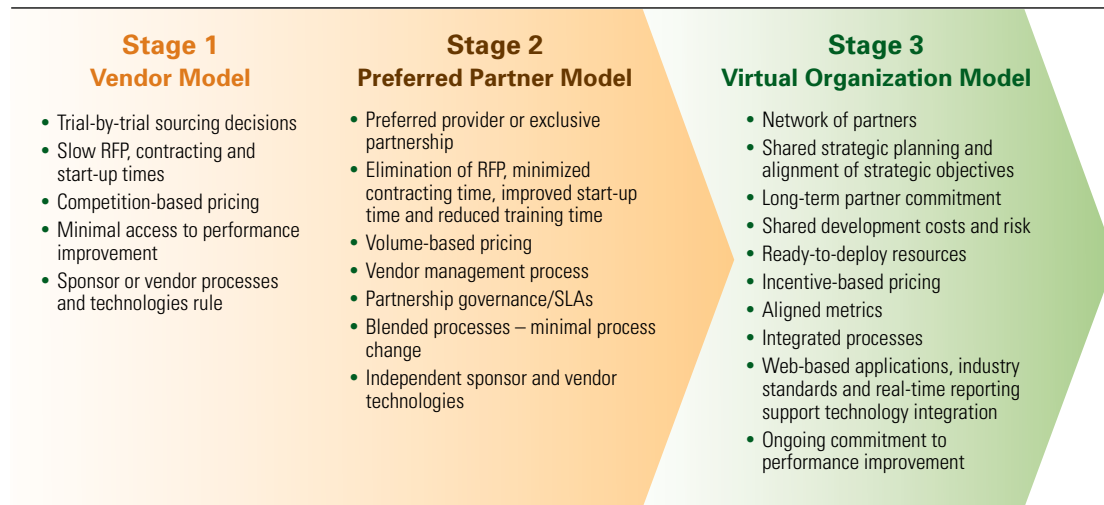 Stage 1
Vendor Model
• Trial-by-trial sourcing decisions
• Slow RFP, contracting and
start-up times
• Competition-based pricing
• Minimal access to performance
improvement
• Sponsor or vendor processes
and technologies rule
Stage 2
Preferred Partner Model
• Preferred provider or exclusive
partnership
• Elimination of RFP, minimized
contracting time, improved start-up
time and reduced training time
• Volume-based pricing
• Vendor management process
• Partnership governance/SLAs
• Blended processes – minimal process
change
• Independent sponsor and vendor
technologies
Stage 3
Virtual Organization Model
• Network of partners
• Shared strategic planning and
alignment of strategic objectives
• Long-term partner commitment
• Shared development costs and risk
• Ready-to-deploy resources
• Incentive-based pricing
• Aligned metrics
• Integrated processes
• Web-based applications, industry
standards and real-time reporting
support technology integration
• Ongoing commitment to
performance improvement